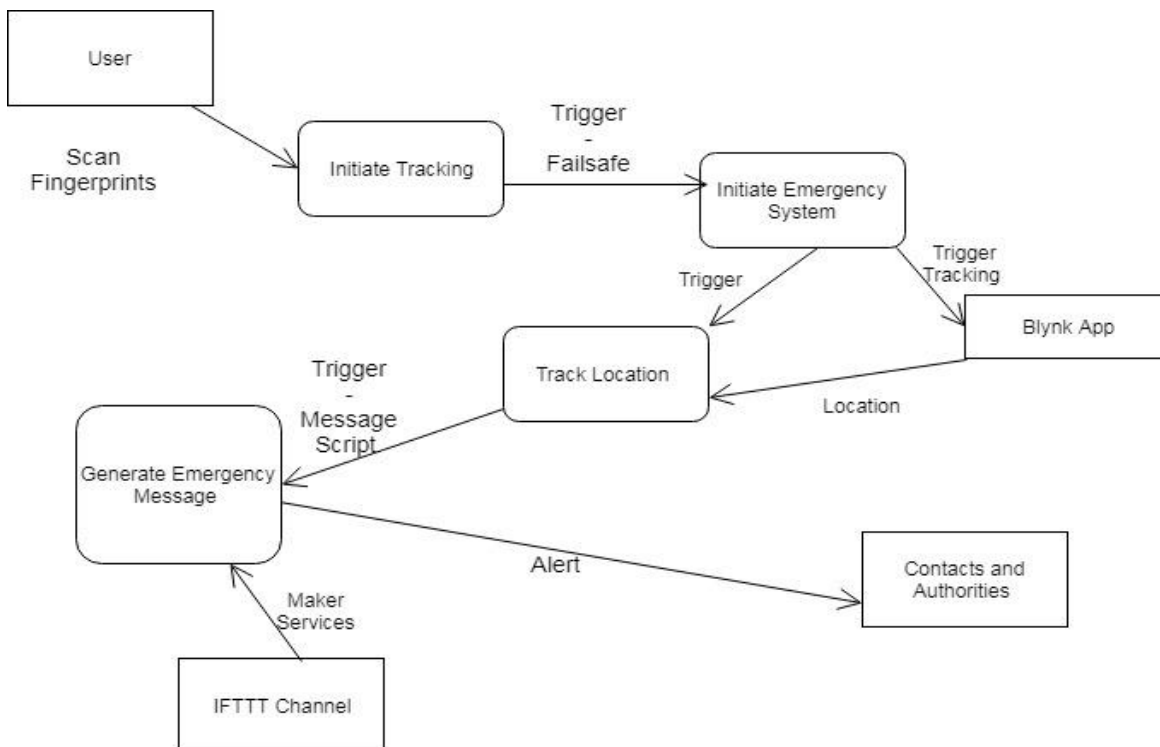 User
Scan
Fingerprints
Initiate Tracking
Trigger
-
Failsafe
Initiate Emergency
System
Trigger
Trigger
Tracking
Blynk App
Track Location
Location
Trigger
-
Message
Script
Generate Emergency
Message
Alert
Contacts and
Authorities
Maker
Services
IFTTT Channel